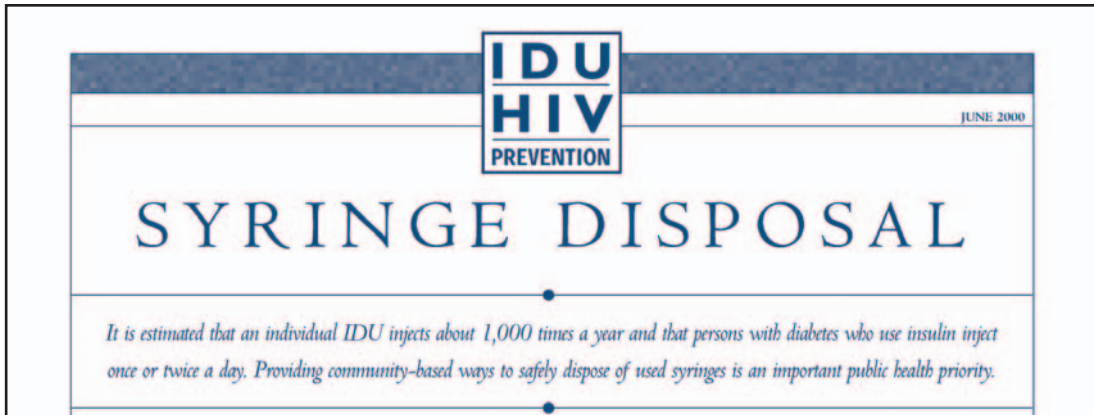 IDU
HIV
PREVENTION
JUNE 2000
SYRINGE DISPOSAL
It is estimated that an individual IDU injects about 1,000 times a year and that persons with diabetes who use insulin inject
once or twice a day. Providing community-based ways to safely dispose of used syringes is an important public health priority.